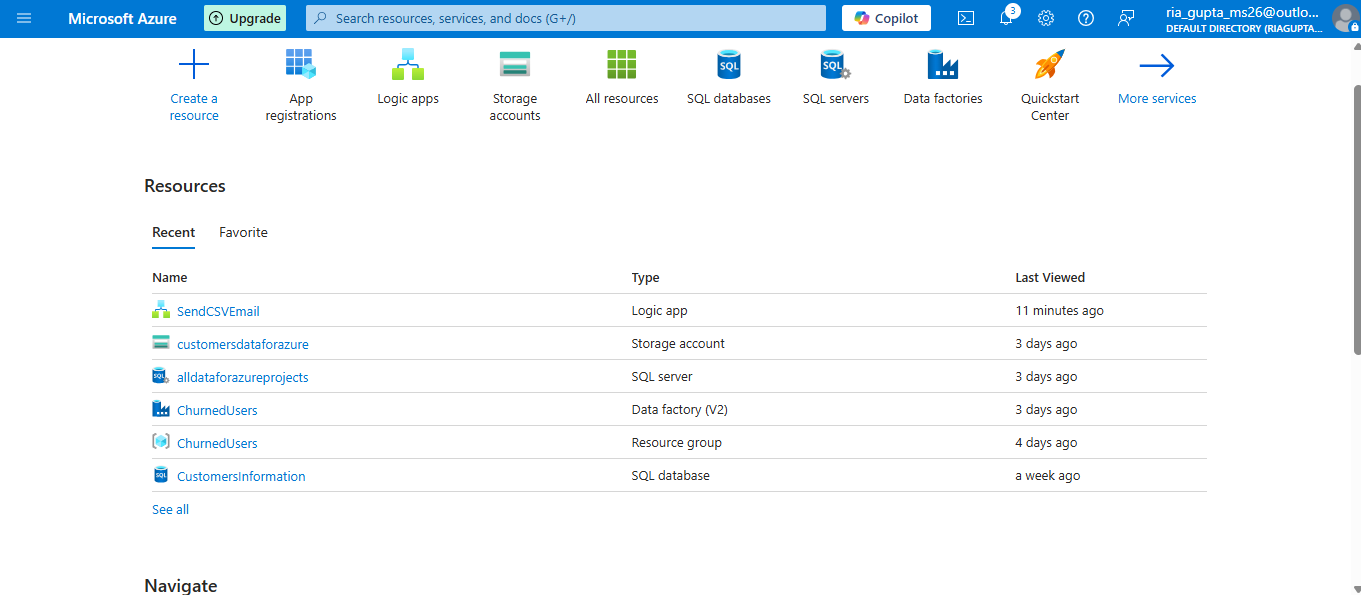 Microsoft Azure
Upgrade
Search resources, services, and docs (G+/)
Copilot
3
ria_gupta_ms26@outlo...
DEFAULT DIRECTORY (RIAGUPTA...
Create a
resource
App
registrations
Logic apps
Storage
accounts
All resources
SQL databases
SQL servers
Data factories
Quickstart
Center
More services
Resources
Recent Favorite
Name Type Last Viewed
SendCSVEmail Logic app 11 minutes ago
customersdataforazure Storage account 3 days ago
alldataforazureprojects SQL server 3 days ago
ChurnedUsers Data factory (V2) 3 days ago
ChurnedUsers Resource group 4 days ago
CustomersInformation SQL database a week ago
See all
Navigate